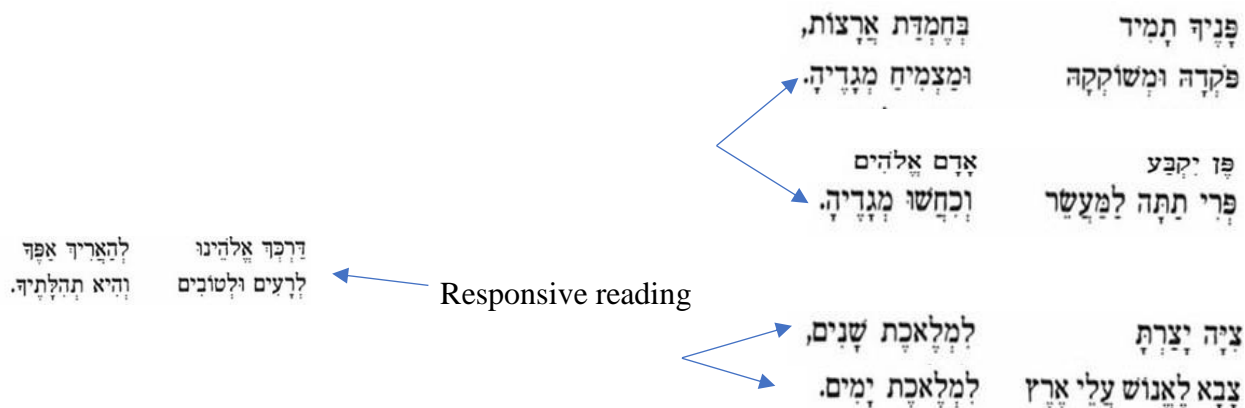 פָּנֶיךָ תָמִיד בְּחֶמְדַּת אֲרָצוֹת,
פֹּקְדָהּ וּמְשׁוֹקְקָהּ וּמַצְמִיחַ מְגָדֶיהָ.
פֶּן יִקְבַּע אָדָם אֱלֹהִים
פְּרִי תַתָּה לַמַּעֲשֵׂר וְכִחֲשׁוּ מְגָדֶיהָ.
דַּרְכְּךָ אֱלֹהֵינוּ לְהַאֲרִיךְ אַפֶּךָ
לְרָעִים וּלְטוֹבִים וְהִיא תְהִלָּתֶיךָ.
Responsive reading
צִיָּה יָצַרְתָּ לִמְלֶאכֶת שָׁנִים,
צָבָא לֶאֱנוֹשׁ עֲלֵי אֶרֶץ לִמְלֶאכֶת יָמִים.